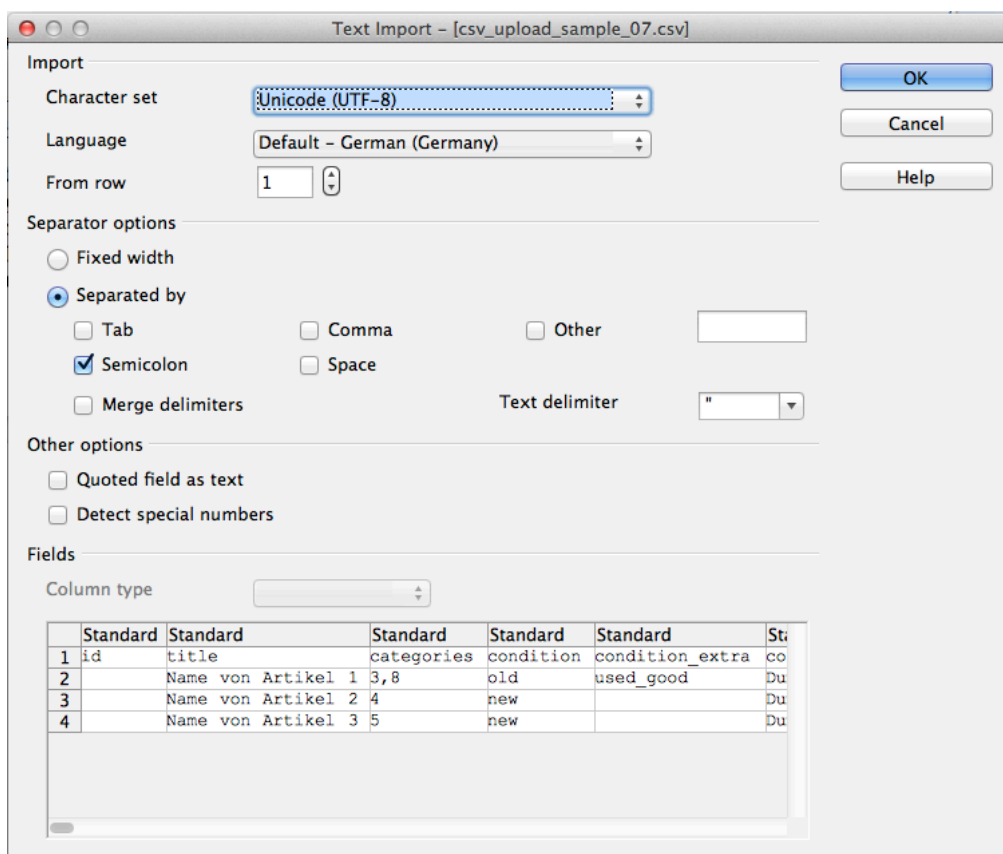 Text Import – [csv_upload_sample_07.csv]
Import
OK
Character set Unicode (UTF-8)
Cancel
Language Default – German (Germany)
Help
From row 1
Separator options
Fixed width
Separated by
Tab Comma Other
Semicolon Space
Merge delimiters Text delimiter "
Other options
Quoted field as text
Detect special numbers
Fields
Column type
Standard Standard Standard Standard Standard
1 id title categories condition condition_extra co
2 Name von Artikel 1 3,8 old used_good Du
3 Name von Artikel 2 4 new Du
4 Name von Artikel 3 5 new Du